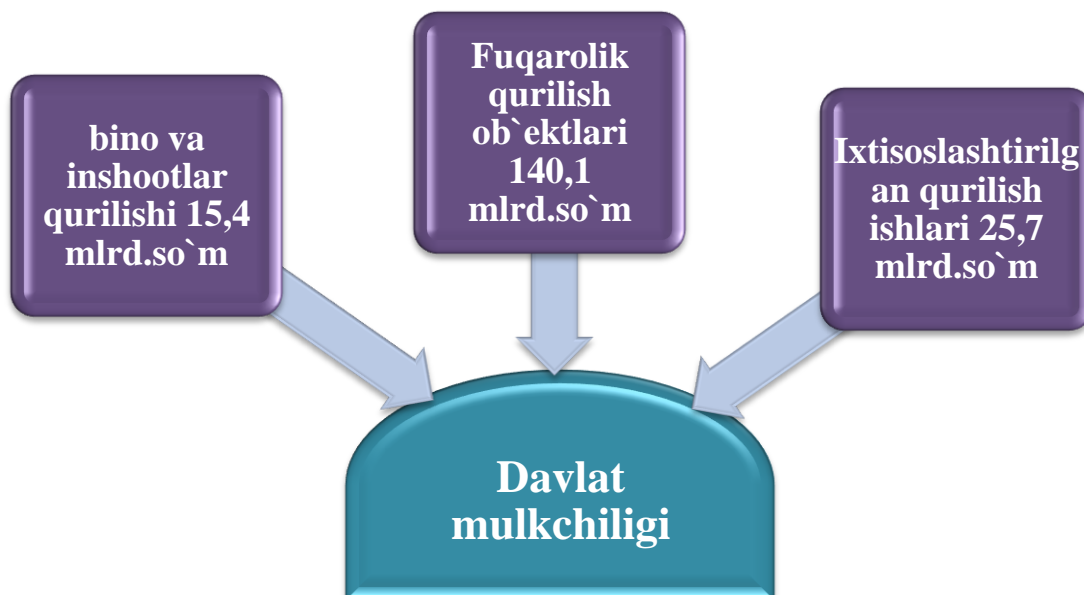 bino va
inshootlar
qurilishi 15,4
mlrd.so`m
Fuqarolik
qurilish
ob`ektlari
140,1
mlrd.so`m
Ixtisoslashtirilg
an qurilish
ishlari 25,7
mlrd.so`m
Davlat
mulkchiligi